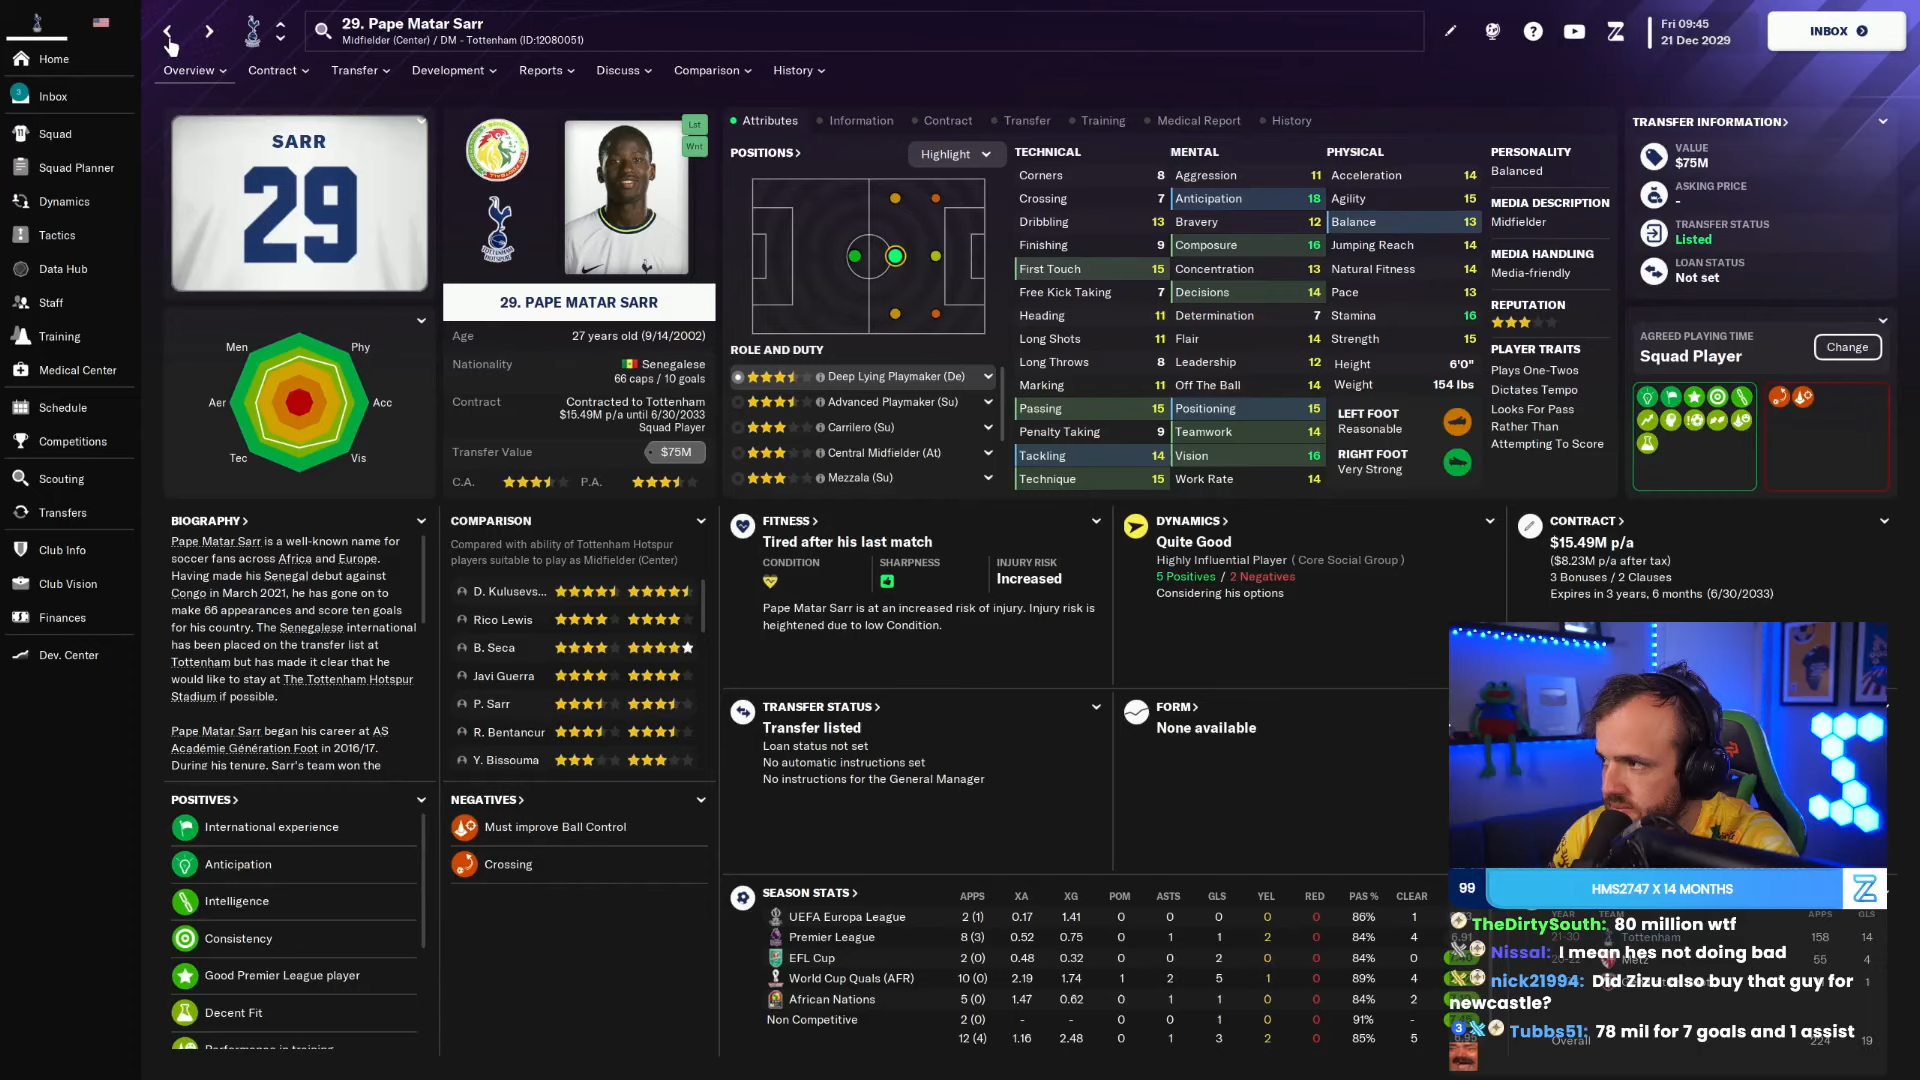 29. Pape Matar Sarr
Midfielder (Center) / DM - Tottenham (ID:12080051)
Fri 09:45
21 Dec 2029
INBOX
Home
3
Inbox
Squad
Squad Planner
Dynamics
Tactics
Data Hub
Staff
Training
Medical Center
Schedule
Competitions
Scouting
Transfers
Club Info
Club Vision
Finances
Dev. Center
Overview
Contract
Transfer
Development
Reports
Discuss
Comparison
History
SARR
29
Men
Phy
Aer
Acc
Tec
Vis
Lst
Wnt
29. PAPE MATAR SARR
Age 27 years old (9/14/2002)
Nationality Senegalese
66 caps / 10 goals
Contract Contracted to Tottenham
$15.49M p/a until 6/30/2033
Squad Player
Transfer Value $75M
C.A. P.A.
Attributes Information Contract Transfer Training Medical Report History
POSITIONS>
Highlight
ROLE AND DUTY
Deep Lying Playmaker (De)
Advanced Playmaker (Su)
Carrilero (Su)
Central Midfielder (At)
Mezzala (Su)
TECHNICAL
Corners 8
Crossing 7
Dribbling 13
Finishing 9
First Touch 15
Free Kick Taking 7
Heading 11
Long Shots 11
Long Throws 8
Marking 11
Passing 15
Penalty Taking 9
Tackling 14
Technique 15
MENTAL
Aggression 11
Anticipation 18
Bravery 12
Composure 16
Concentration 13
Decisions 14
Determination 7
Flair 14
Leadership 12
Off The Ball 14
Positioning 15
Teamwork 14
Vision 16
Work Rate 14
PHYSICAL
Acceleration 14
Agility 15
Balance 13
Jumping Reach 14
Natural Fitness 14
Pace 13
Stamina 16
Strength 15
Height 6'0"
Weight 154 lbs
LEFT FOOT
Reasonable
RIGHT FOOT
Very Strong
PERSONALITY
Balanced
MEDIA DESCRIPTION
Midfielder
MEDIA HANDLING
Media-friendly
REPUTATION
PLAYER TRAITS
Plays One-Twos
Dictates Tempo
Looks For Pass
Rather Than
Attempting To Score
TRANSFER INFORMATION>
VALUE
$75M
ASKING PRICE
-
TRANSFER STATUS
Listed
LOAN STATUS
Not set
AGREED PLAYING TIME
Squad Player
Change
BIOGRAPHY>
Pape Matar Sarr is a well-known name for
soccer fans across Africa and Europe.
Having made his Senegal debut against
Congo in March 2021, he has gone on to
make 66 appearances and score ten goals
for his country. The Senegalese international
has been placed on the transfer list at
Tottenham but has made it clear that he
would like to stay at The Tottenham Hotspur
Stadium if possible.
Pape Matar Sarr began his career at AS
Académie Génération Foot in 2016/17.
During his tenure, Sarr's team won the
COMPARISON
Compared with ability of Tottenham Hotspur
players suitable to play as Midfielder (Center)
D. Kulusevs...
Rico Lewis
B. Seca
Javi Guerra
P. Sarr
R. Bentancur
Y. Bissouma
FITNESS>
Tired after his last match
CONDITION
SHARPNESS
INJURY RISK
Increased
Pape Matar Sarr is at an increased risk of injury. Injury risk is
heightened due to low Condition.
DYNAMICS>
Quite Good
Highly Influential Player ( Core Social Group )
5 Positives / 2 Negatives
Considering his options
CONTRACT>
$15.49M p/a
($8.23M p/a after tax)
3 Bonuses / 2 Clauses
Expires in 3 years, 6 months (6/30/2033)
TRANSFER STATUS>
Transfer listed
Loan status not set
No automatic instructions set
No instructions for the General Manager
FORM>
None available
POSITIVES>
International experience
Anticipation
Intelligence
Consistency
Good Premier League player
Decent Fit
Performance in training
NEGATIVES>
Must improve Ball Control
Crossing
SEASON STATS> APPS XA XG POM ASTS GLS YEL RED PAS % CLEAR
UEFA Europa League 2 (1) 0.17 1.41 0 0 0 0 0 86% 1
Premier League 8 (3) 0.52 0.75 0 1 1 2 0 84% 4
EFL Cup 2 (0) 0.48 0.32 0 0 2 0 0 84% 0
World Cup Quals (AFR) 10 (0) 2.19 1.74 1 2 5 1 0 89% 4
African Nations 5 (0) 1.47 0.62 0 1 1 0 0 84% 2
Non Competitive 2 (0) - - 0 0 1 0 0 91% -
12 (4) 1.16 2.48 0 1 3 2 0 85% 5
99 HMS2747 X 14 MONTHS
YEAR TEAM APPS GLS
TheDirtySouth: 80 million wtf
Tottenham 158 14
Nissal: I mean hes not doing bad
Metz 55 4
nick21994: Did Zizu also buy that guy for
newcastle?
1
3 Tubbs51: 78 mil for 7 goals and 1 assist
Overall 224 19